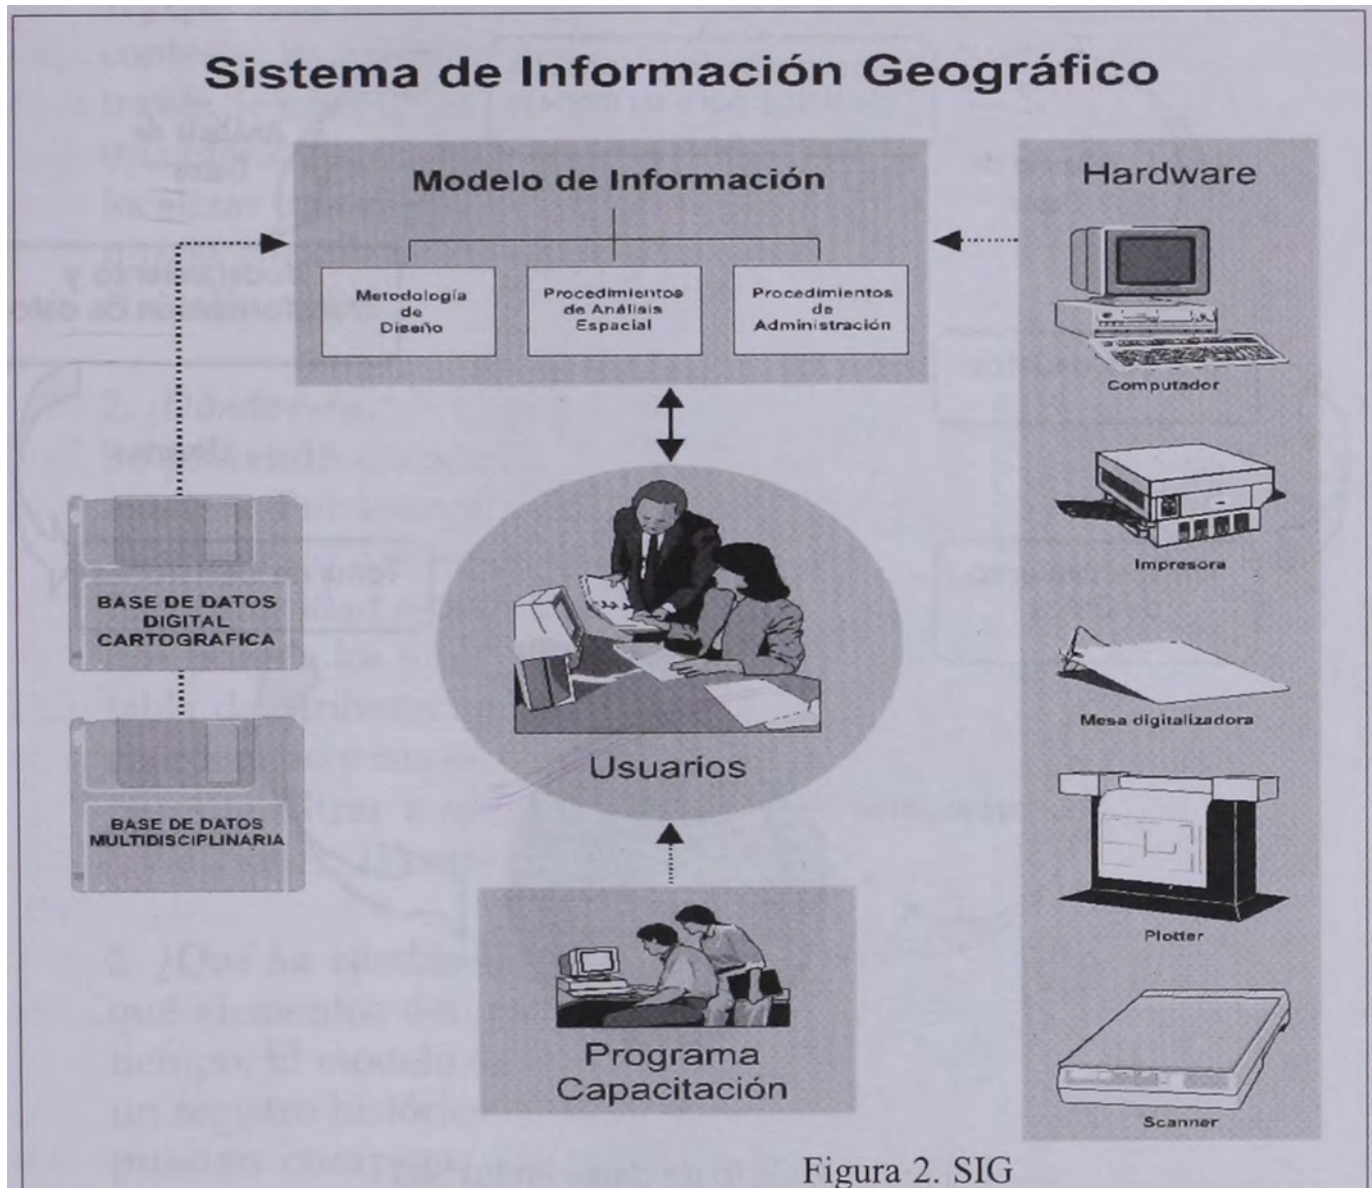 Sistema de Información Geográfico
Modelo de Información
Metodología
de
Diseño
Procedimientos
de Análisis
Espacial
Procedimientos
de
Administración
Hardware
Computador
Impresora
Mesa digitalizadora
Plotter
Scanner
BASE DE DATOS
DIGITAL
CARTOGRAFICA
BASE DE DATOS
MULTIDISCIPLINARIA
Usuarios
Programa
Capacitación
Figura 2. SIG